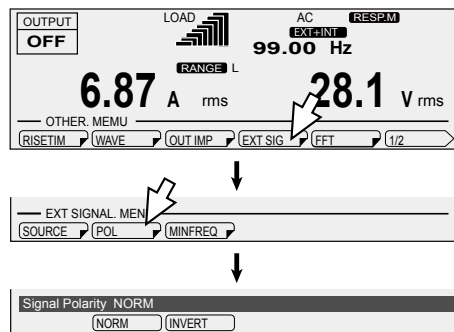 OUTPUT LOAD AC RESP.M
OFF EXT+INT
99.00 Hz
RANGE L
6.87 A rms 28.1 V rms
OTHER. MEMU
RISETIM WAVE OUT IMP EXT SIG FFT 1/2
EXT SIGNAL. MEN
SOURCE POL MINFREQ
Signal Polarity NORM
NORM INVERT